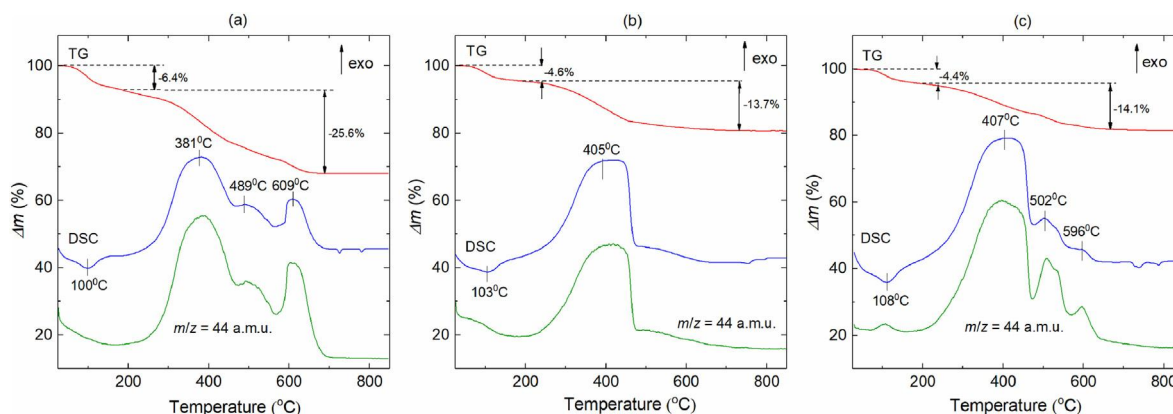 (a)
TG
exo
100
-6.4%
-25.6%
80
381⁰C
489⁰C
609⁰C
60
DSC
40
100⁰C
m/z = 44 a.m.u.
20
Δm (%)
200 400 600 800
Temperature (°C)
(b)
TG
exo
100
-4.6%
-13.7%
80
405⁰C
60
DSC
40
103⁰C
m/z = 44 a.m.u.
20
Δm (%)
200 400 600 800
Temperature (°C)
(c)
TG
exo
100
-4.4%
-14.1%
80
407⁰C
60
502⁰C
596⁰C
DSC
40
108⁰C
m/z = 44 a.m.u.
20
Δm (%)
200 400 600 800
Temperature (°C)